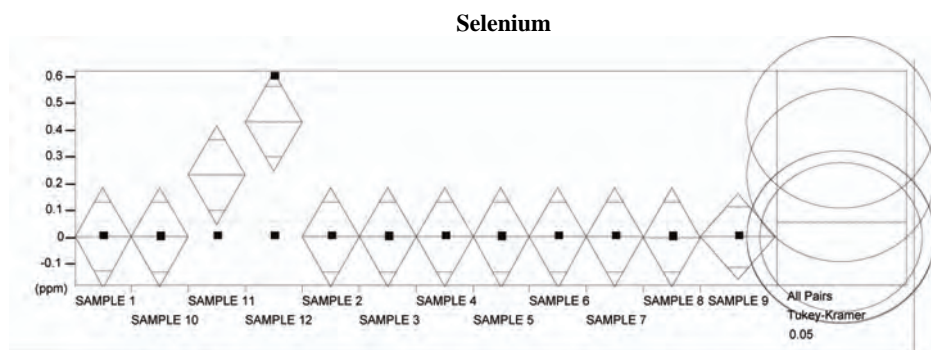 Selenium
0.6
0.5
0.4
0.3
0.2
0.1
0
-0.1
(ppm)
SAMPLE 1 SAMPLE 11 SAMPLE 2 SAMPLE 4 SAMPLE 6 SAMPLE 8 SAMPLE 9
SAMPLE 10 SAMPLE 12 SAMPLE 3 SAMPLE 5 SAMPLE 7
All Pairs
Tukey-Kramer
0.05